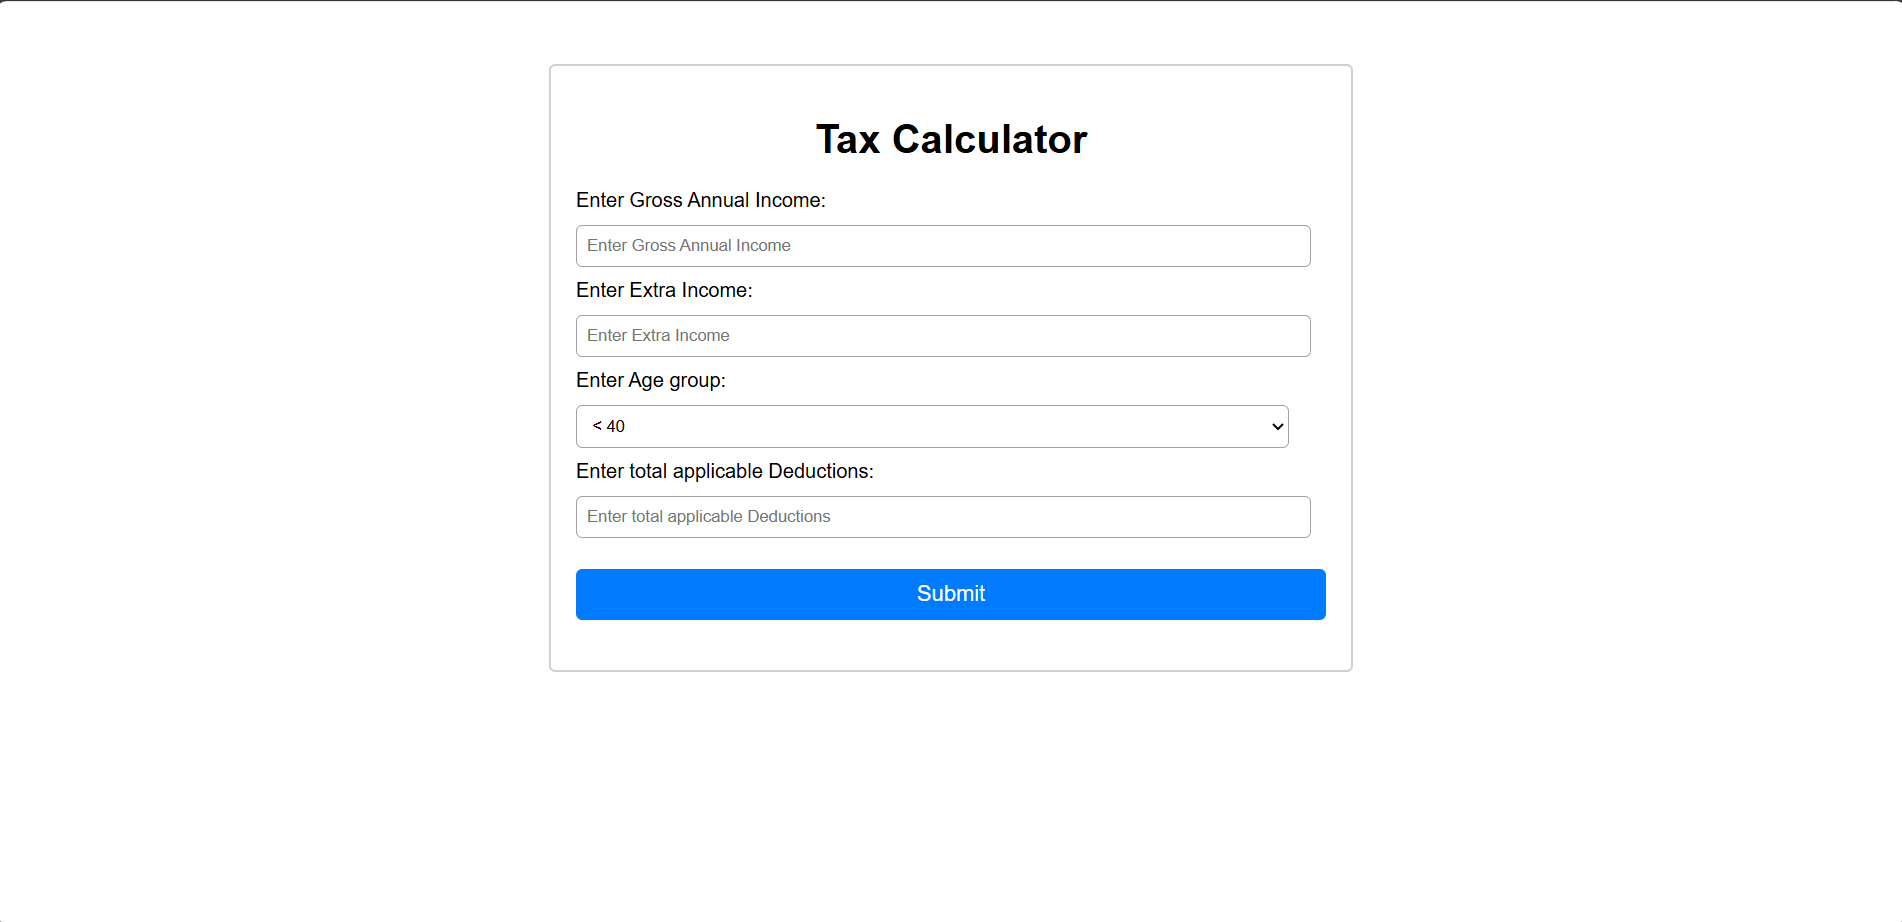 Tax Calculator
Enter Gross Annual Income:
Enter Gross Annual Income
Enter Extra Income:
Enter Extra Income
Enter Age group:
< 40
Enter total applicable Deductions:
Enter total applicable Deductions
Submit